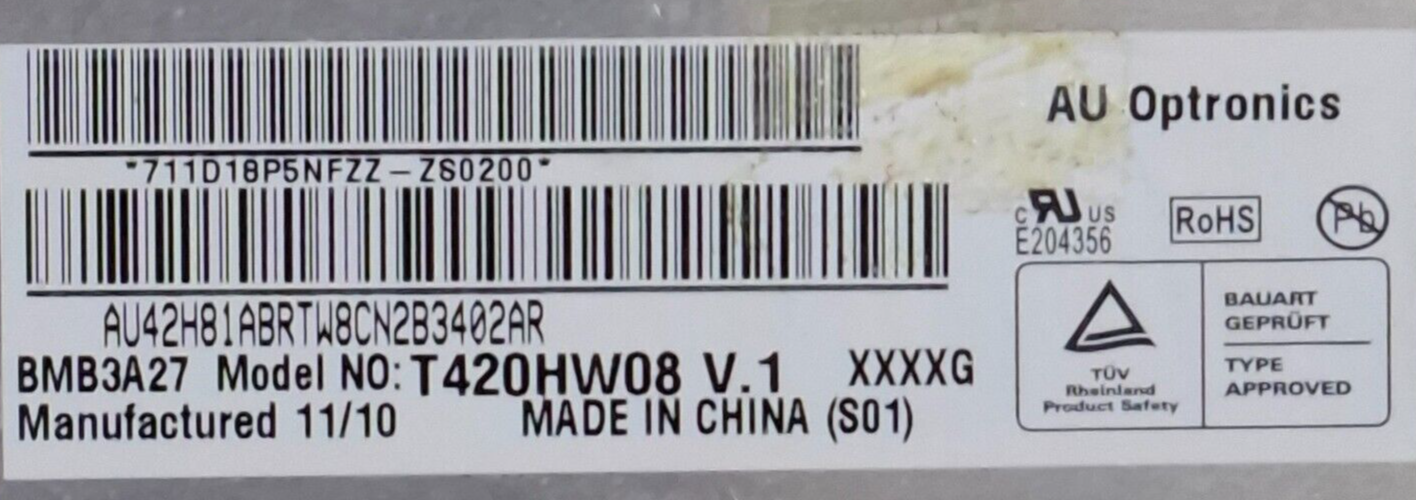 *711D18P5NFZZ-ZS0200*
AU42H81ABRTW8CN2B3402AR
BMB3A27 Model NO: T420HW08 V.1 XXXXG
Manufactured 11/10 MADE IN CHINA (S01)
AU Optronics
C RU US
E204356
RoHS
Pb
TÜV
Rheinland
Product Safety
BAUART
GEPRÜFT
TYPE
APPROVED